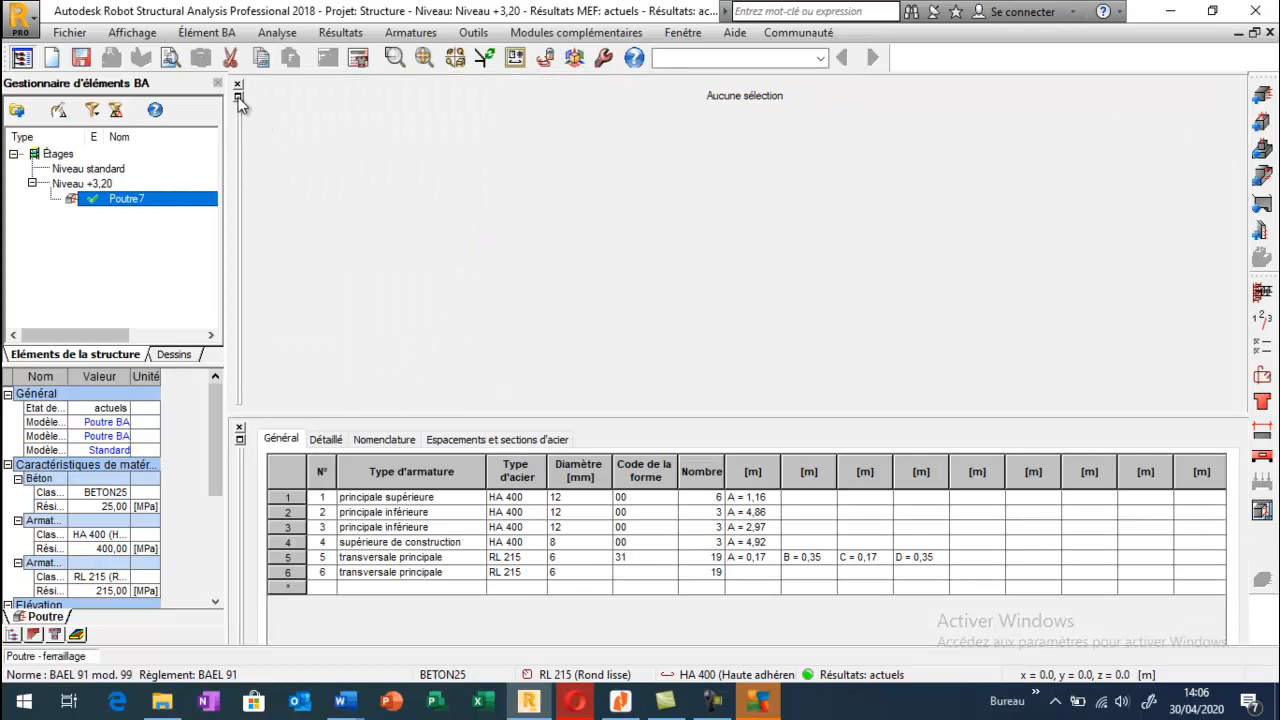 Autodesk Robot Structural Analysis Professional 2018 - Projet: Structure - Niveau: Niveau +3,20 - Résultats MEF: actuels - Résultats: ac...
Entrez mot-clé ou expression
Se connecter
PRO
Fichier Affichage Élément BA Analyse Résultats Armatures Outils Modules complémentaires Fenêtre Aide Communauté
Gestionnaire d'éléments BA
Aucune sélection
Type E Nom
Étages
Niveau standard
Niveau +3,20
Poutre7
Eléments de la structure Dessins
Nom Valeur Unité
Général
Etat de... actuels
Modèle... Poutre BA
Modèle... Poutre BA
Modèle... Standard
Caractéristiques de matér...
Béton
Clas... BETON25
Rési... 25,00 [MPa]
Armat...
Clas... HA 400 (H...
Rési... 400,00 [MPa]
Armat...
Clas... RL 215 (R...
Rési... 215,00 [MPa]
Elévation
Poutre
Général Détaillé Nomenclature Espacements et sections d'acier
N° Type d'armature Type d'acier Diamètre [mm] Code de la forme Nombre [m] [m] [m] [m] [m] [m] [m] [m] [m]
1 1 principale supérieure HA 400 12 00 6 A = 1,16
2 2 principale inférieure HA 400 12 00 3 A = 4,86
3 3 principale inférieure HA 400 12 00 3 A = 2,97
4 4 supérieure de construction HA 400 8 00 3 A = 4,92
5 5 transversale principale RL 215 6 31 19 A = 0,17 B = 0,35 C = 0,17 D = 0,35
6 6 transversale principale RL 215 6 19
*
Activer Windows
Accédez aux paramètres pour activer Windows
Poutre - ferraillage
Norme : BAEL 91 mod. 99 Règlement: BAEL 91 BETON25 RL 215 (Rond lisse) HA 400 (Haute adhéren Résultats: actuels x = 0.0, y = 0.0, z = 0.0 [m]
Bureau
14:06
30/04/2020
7